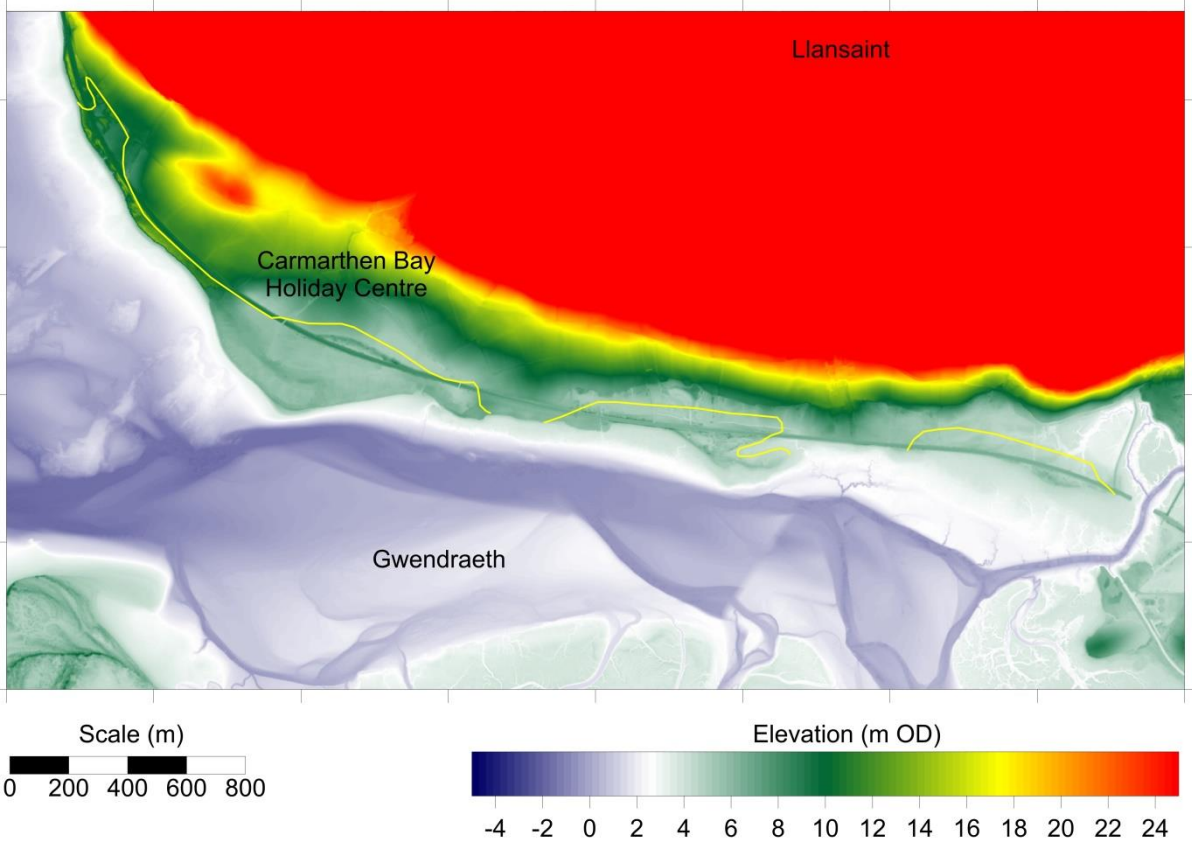 Llansaint
Carmarthen Bay
Holiday Centre
Gwendraeth
Scale (m)
0 200 400 600 800
Elevation (m OD)
-4 -2 0 2 4 6 8 10 12 14 16 18 20 22 24